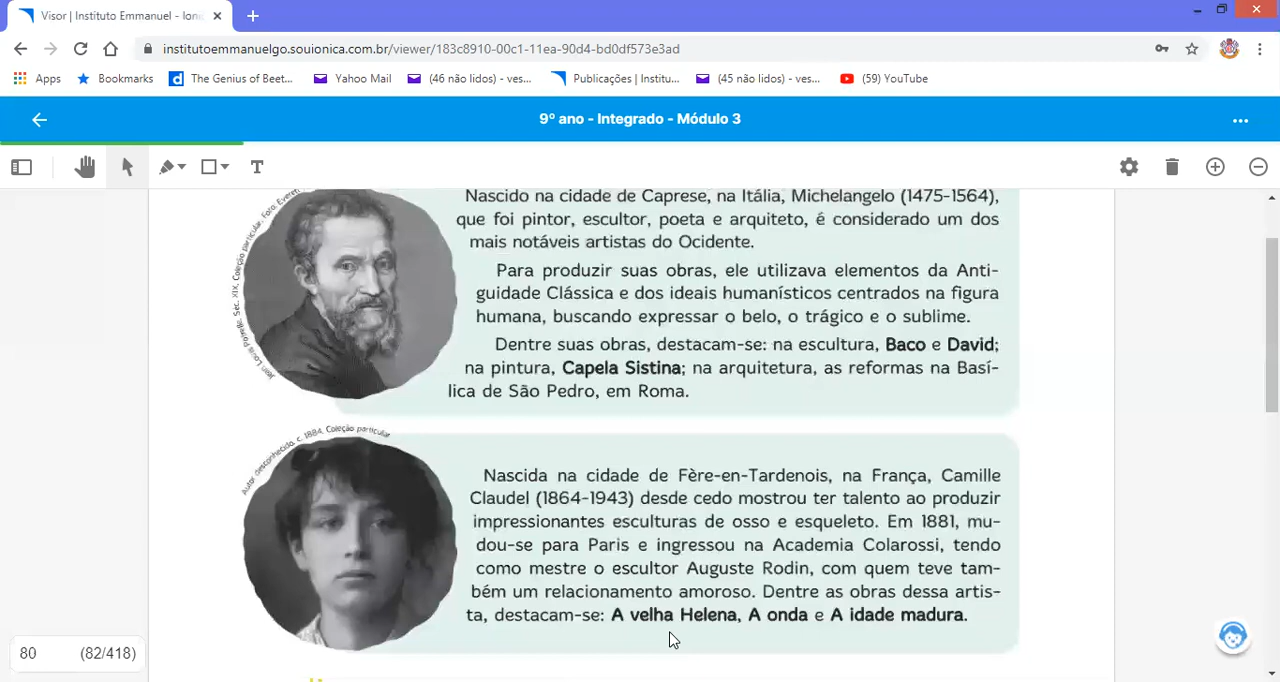 Visor | Instituto Emmanuel - Ionic
institutoemmanuelgo.souionica.com.br/viewer/183c8910-00c1-11ea-90d4-bd0df573e3ad
Apps Bookmarks The Genius of Beet... Yahoo Mail (46 não lidos) - ves... Publicações | Institu... (45 não lidos) - ves... (59) YouTube
9º ano - Integrado - Módulo 3
T
Nascido na cidade de Caprese, na Itália, Michelangelo (1475-1564),
que foi pintor, escultor, poeta e arquiteto, é considerado um dos
mais notáveis artistas do Ocidente.
Para produzir suas obras, ele utilizava elementos da Anti-
guidade Clássica e dos ideais humanísticos centrados na figura
humana, buscando expressar o belo, o trágico e o sublime.
Dentre suas obras, destacam-se: na escultura, Baco e David;
na pintura, Capela Sistina; na arquitetura, as reformas na Basí-
lica de São Pedro, em Roma.
Séc. XIX. Coleção particular. Foto: Everett
Autor desconhecido. c. 1884. Coleção particular.
Nascida na cidade de Fère-en-Tardenois, na França, Camille
Claudel (1864-1943) desde cedo mostrou ter talento ao produzir
impressionantes esculturas de osso e esqueleto. Em 1881, mu-
dou-se para Paris e ingressou na Academia Colarossi, tendo
como mestre o escultor Auguste Rodin, com quem teve tam-
bém um relacionamento amoroso. Dentre as obras dessa artis-
ta, destacam-se: A velha Helena, A onda e A idade madura.
80 (82/418)